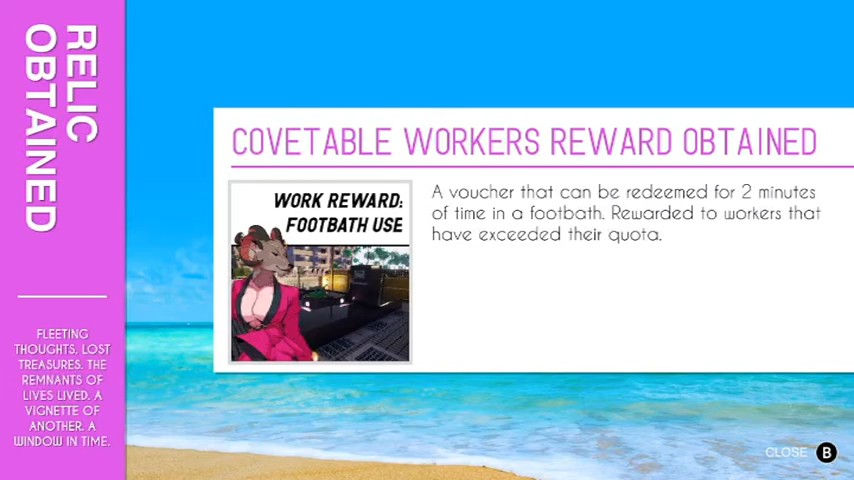 RELIC
OBTAINED
FLEETING
THOUGHTS. LOST
TREASURES. THE
REMNANTS OF
LIVES LIVED. A
VIGNETTE OF
ANOTHER. A
WINDOW IN TIME.
COVETABLE WORKERS REWARD OBTAINED
WORK REWARD:
FOOTBATH USE
A voucher that can be redeemed for 2 minutes
of time in a footbath. Rewarded to workers that
have exceeded their quota.
CLOSE B